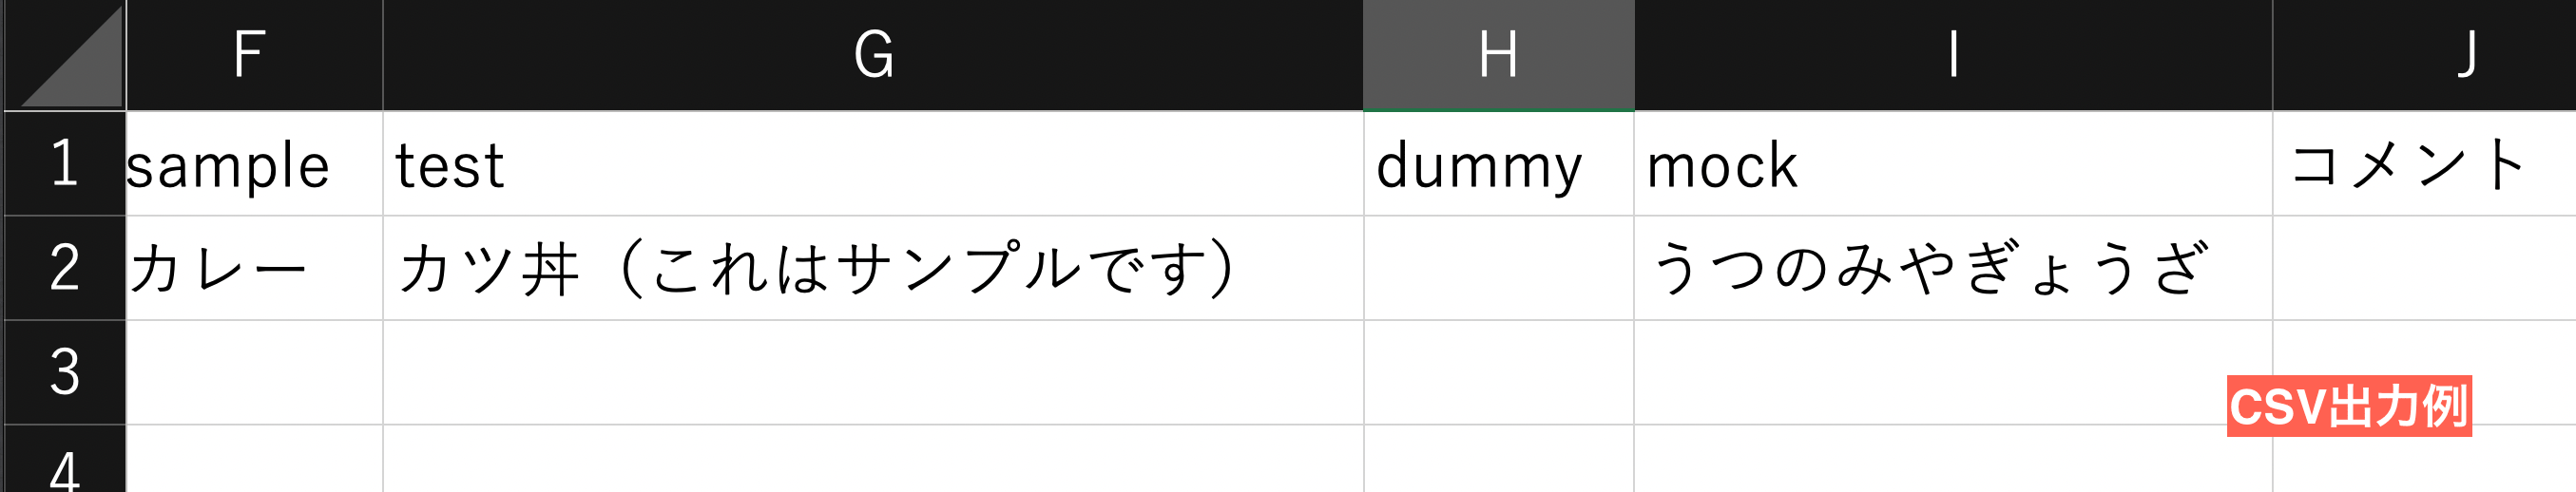 F G H I J
1 sample test dummy mock コメント
2 カレー カツ丼（これはサンプルです） うつのみやぎょうざ
3
CSV出力例
4